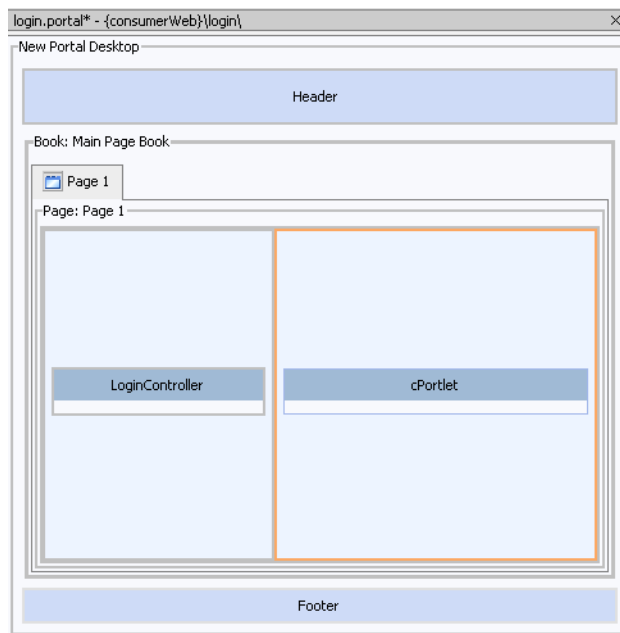 login.portal* - {consumerWeb}\login\
New Portal Desktop
Header
Book: Main Page Book
Page 1
Page: Page 1
LoginController
cPortlet
Footer